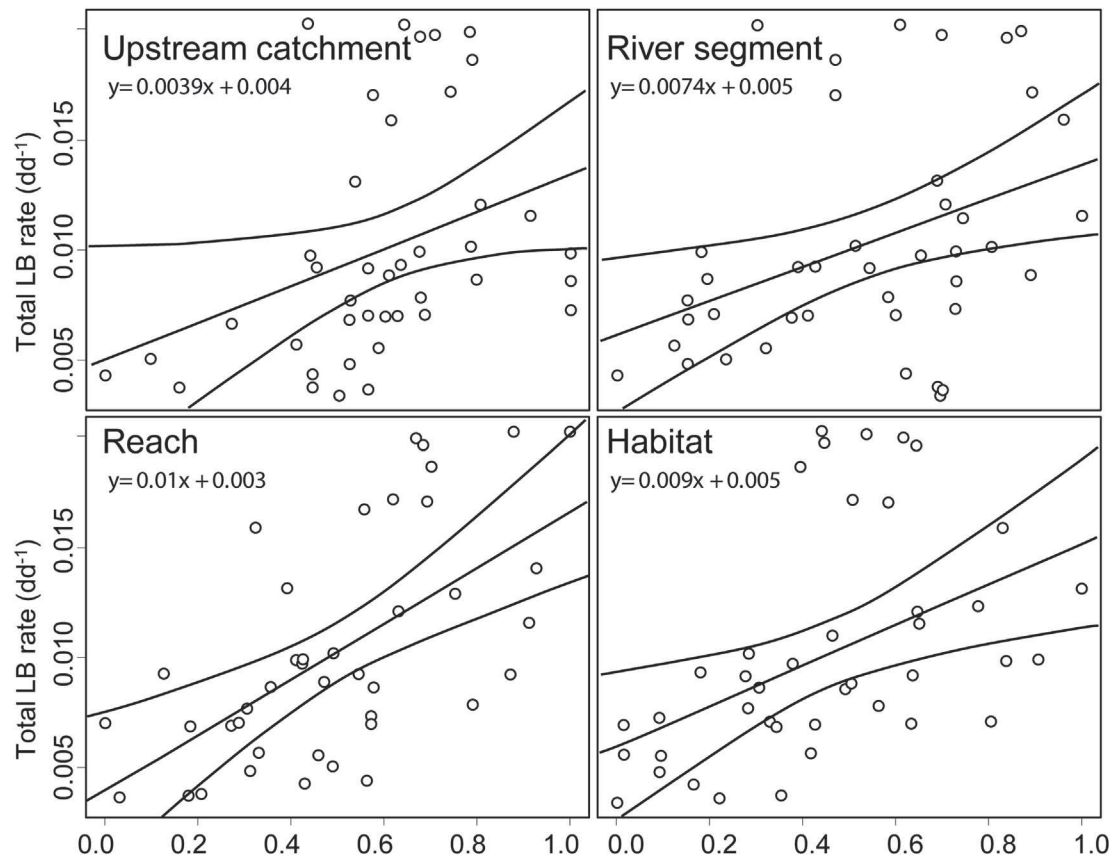 Upstream catchment
y= 0.0039x + 0.004
River segment
y= 0.0074x + 0.005
Total LB rate (dd⁻¹)
0.015
0.010
0.005
Reach
y= 0.01x + 0.003
Habitat
y= 0.009x + 0.005
Total LB rate (dd⁻¹)
0.015
0.010
0.005
0.0 0.2 0.4 0.6 0.8 1.0 0.0 0.2 0.4 0.6 0.8 1.0